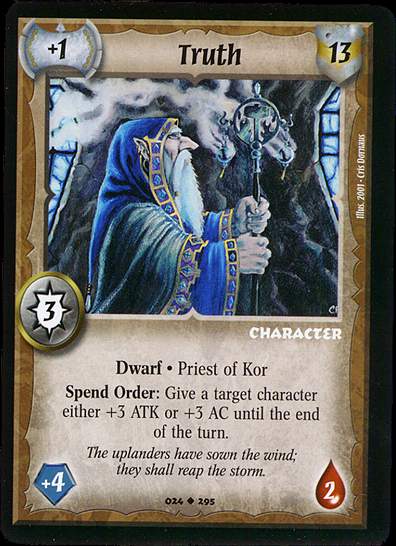 +1
Truth
13
Illus. 2001 • Cris Dornaus
3
CHARACTER
Dwarf • Priest of Kor
Spend Order: Give a target character
either +3 ATK or +3 AC until the end
of the turn.
The uplanders have sown the wind;
they shall reap the storm.
+4
2
024 ◆ 295